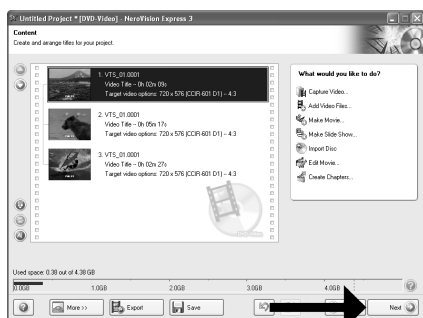 Untitled Project * [DVD-Video] - NeroVision Express 3
Content
Create and arrange titles for your project.
1. VTS_01.0001
Video Title -- 0h 02m 09s
Target video options: 720 x 576 (CCIR-601 D1) -- 4:3
2. VTS_01.0001
Video Title -- 0h 05m 17s
Target video options: 720 x 576 (CCIR-601 D1) -- 4:3
3. VTS_01.0001
Video Title -- 0h 02m 27s
Target video options: 720 x 576 (CCIR-601 D1) -- 4:3
What would you like to do?
Capture Video...
Add Video Files...
Make Movie...
Make Slide Show...
Import Disc
Edit Movie...
Create Chapters...
Used space: 0.38 out of 4.38 GB
0.0GB 1.0GB 2.0GB 3.0GB 4.0GB
More >> Export Save Next